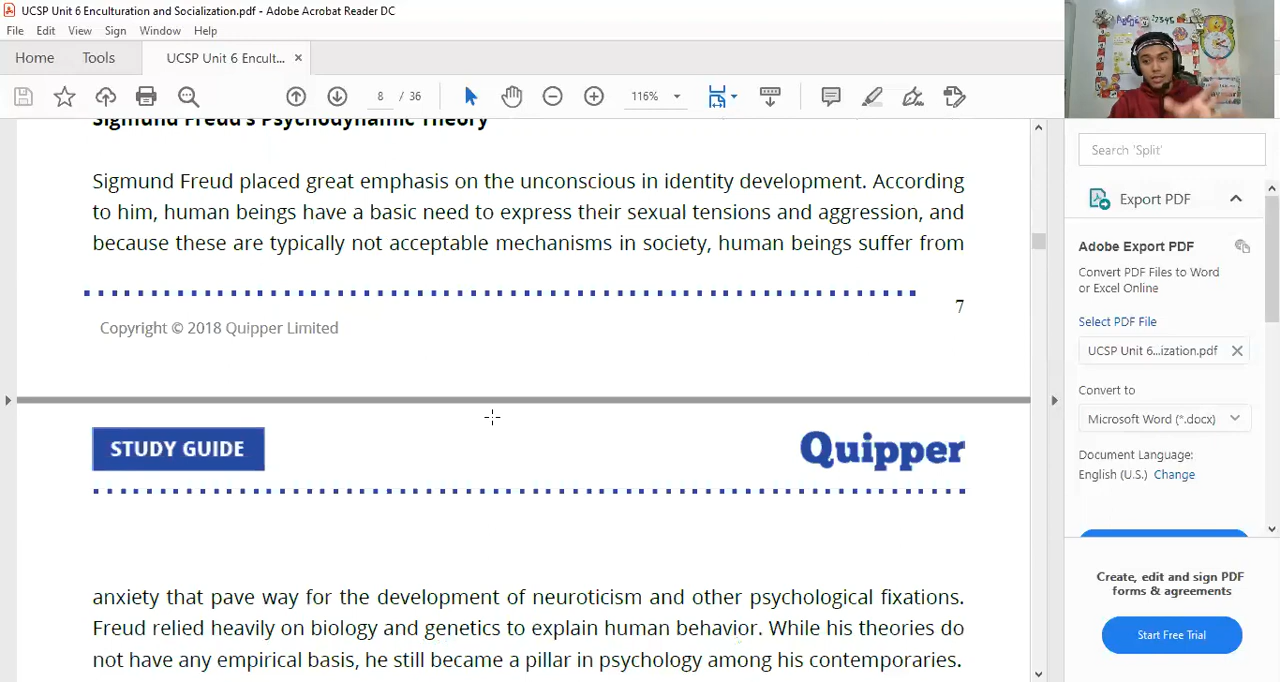 UCSP Unit 6 Enculturation and Socialization.pdf - Adobe Acrobat Reader DC
File Edit View Sign Window Help
Home Tools UCSP Unit 6 Encult... ×
8 / 36 116%
Sigmund Freud's Psychodynamic Theory
Sigmund Freud placed great emphasis on the unconscious in identity development. According
to him, human beings have a basic need to express their sexual tensions and aggression, and
because these are typically not acceptable mechanisms in society, human beings suffer from
7
Copyright © 2018 Quipper Limited
STUDY GUIDE Quipper
anxiety that pave way for the development of neuroticism and other psychological fixations.
Freud relied heavily on biology and genetics to explain human behavior. While his theories do
not have any empirical basis, he still became a pillar in psychology among his contemporaries.
Search 'Split'
Export PDF
Adobe Export PDF
Convert PDF Files to Word
or Excel Online
Select PDF File
UCSP Unit 6...ization.pdf
Convert to
Microsoft Word (*.docx)
Document Language:
English (U.S.) Change
Create, edit and sign PDF
forms & agreements
Start Free Trial